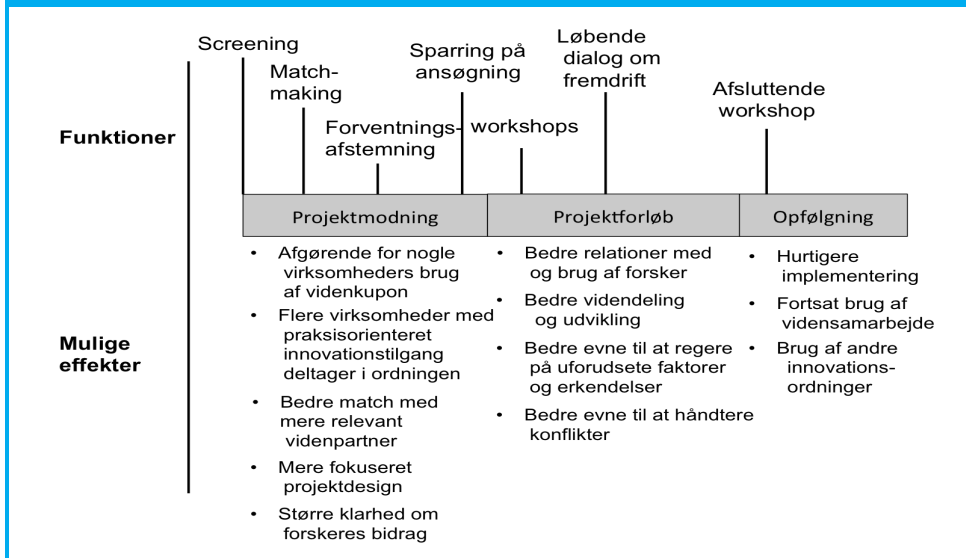 Screening
Match-
making
Forventnings-
afstemning
Sparring på
ansøgning
workshops
Løbende
dialog om
fremdrift
Afsluttende
workshop
Funktioner
Projektmodning
Projektforløb
Opfølgning
Mulige
effekter
• Afgørende for nogle
virksomheders brug
af videnkupon
• Flere virksomheder med
praksisorienteret
innovationstilgang
deltager i ordningen
• Bedre match med
mere relevant
videnpartner
• Mere fokuseret
projektdesign
• Større klarhed om
forskeres bidrag
• Bedre relationer med
og brug af forsker
• Bedre videndeling
og udvikling
• Bedre evne til at regere
på uforudsete faktorer
og erkendelser
• Bedre evne til at håndtere
konflikter
• Hurtigere
implementering
• Fortsat brug af
vidensamarbejde
• Brug af andre
innovations-
ordninger